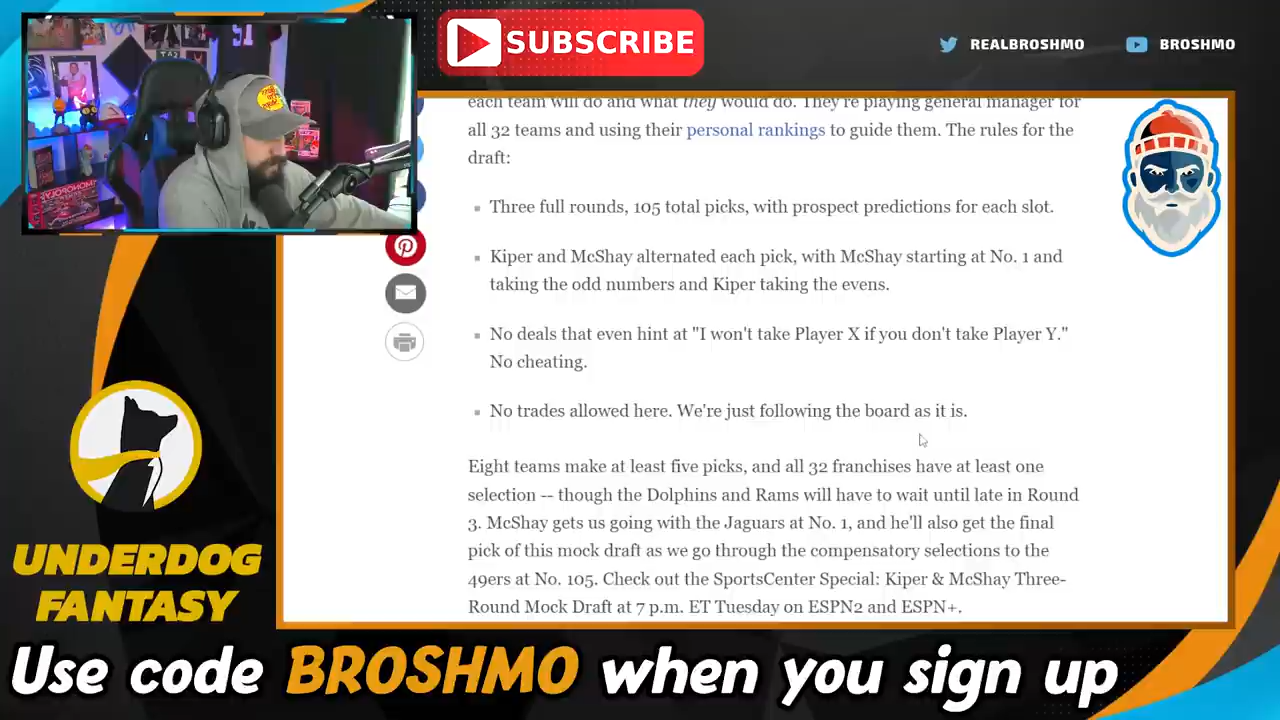 SUBSCRIBE
REALBROSHMO
BROSHMO
each team will do and what they would do. They're playing general manager for
all 32 teams and using their personal rankings to guide them. The rules for the
draft:
Three full rounds, 105 total picks, with prospect predictions for each slot.
Kiper and McShay alternated each pick, with McShay starting at No. 1 and
taking the odd numbers and Kiper taking the evens.
No deals that even hint at "I won't take Player X if you don't take Player Y."
No cheating.
No trades allowed here. We're just following the board as it is.
Eight teams make at least five picks, and all 32 franchises have at least one
selection -- though the Dolphins and Rams will have to wait until late in Round
3. McShay gets us going with the Jaguars at No. 1, and he'll also get the final
pick of this mock draft as we go through the compensatory selections to the
49ers at No. 105. Check out the SportsCenter Special: Kiper & McShay Three-
Round Mock Draft at 7 p.m. ET Tuesday on ESPN2 and ESPN+.
UNDERDOG
FANTASY
Use code BROSHMO when you sign up